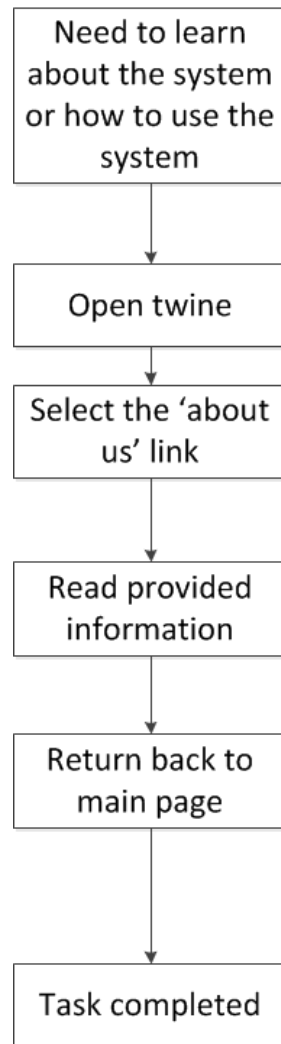 Need to learn
about the system
or how to use the
system
Open twine
Select the ‘about
us’ link
Read provided
information
Return back to
main page
Task completed